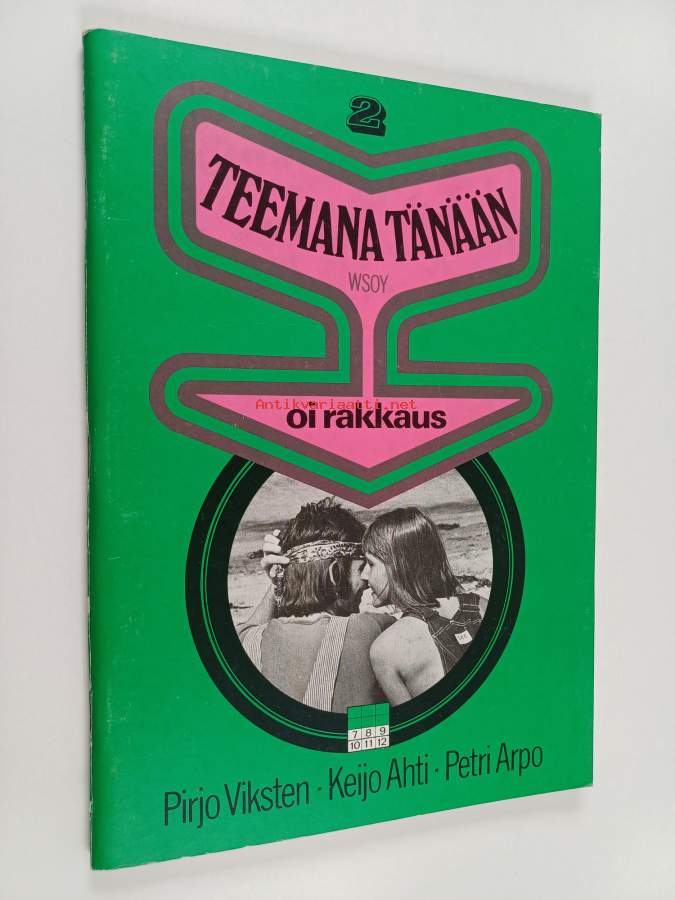 2
TEEMANA TÄNÄÄN
WSOY
Antikvariaatti.net
oi rakkaus
7 8 9
10 11 12
Pirjo Viksten · Keijo Ahti · Petri Arpo